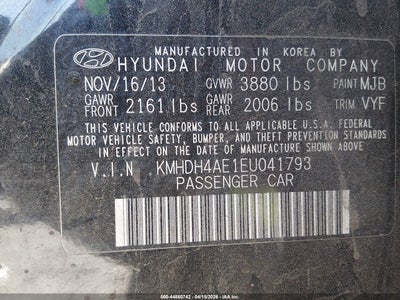 MANUFACTURED IN KOREA BY
HYUNDAI MOTOR COMPANY
NOV/16/13 GVWR 3880 lbs PAINT MJB
GAWR FRONT 2161 lbs GAWR REAR 2006 lbs TRIM VYF
THIS VEHICLE CONFORMS TO ALL APPLICABLE U.S.A. FEDERAL
MOTOR VEHICLE SAFETY, BUMPER, AND THEFT PREVENTION STANDARDS
IN EFFECT ON THE DATE OF MANUFACTURE SHOWN ABOVE.
V.I.N KMHDH4AE1EU041793
PASSENGER CAR
000-44880742 - 04/15/2026 - IAA Inc.